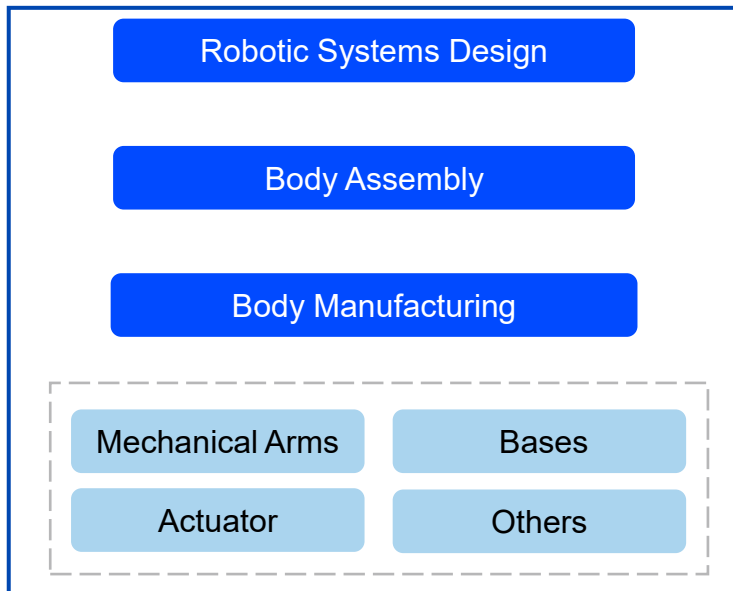 Robotic Systems Design
Body Assembly
Body Manufacturing
Mechanical Arms
Bases
Actuator
Others